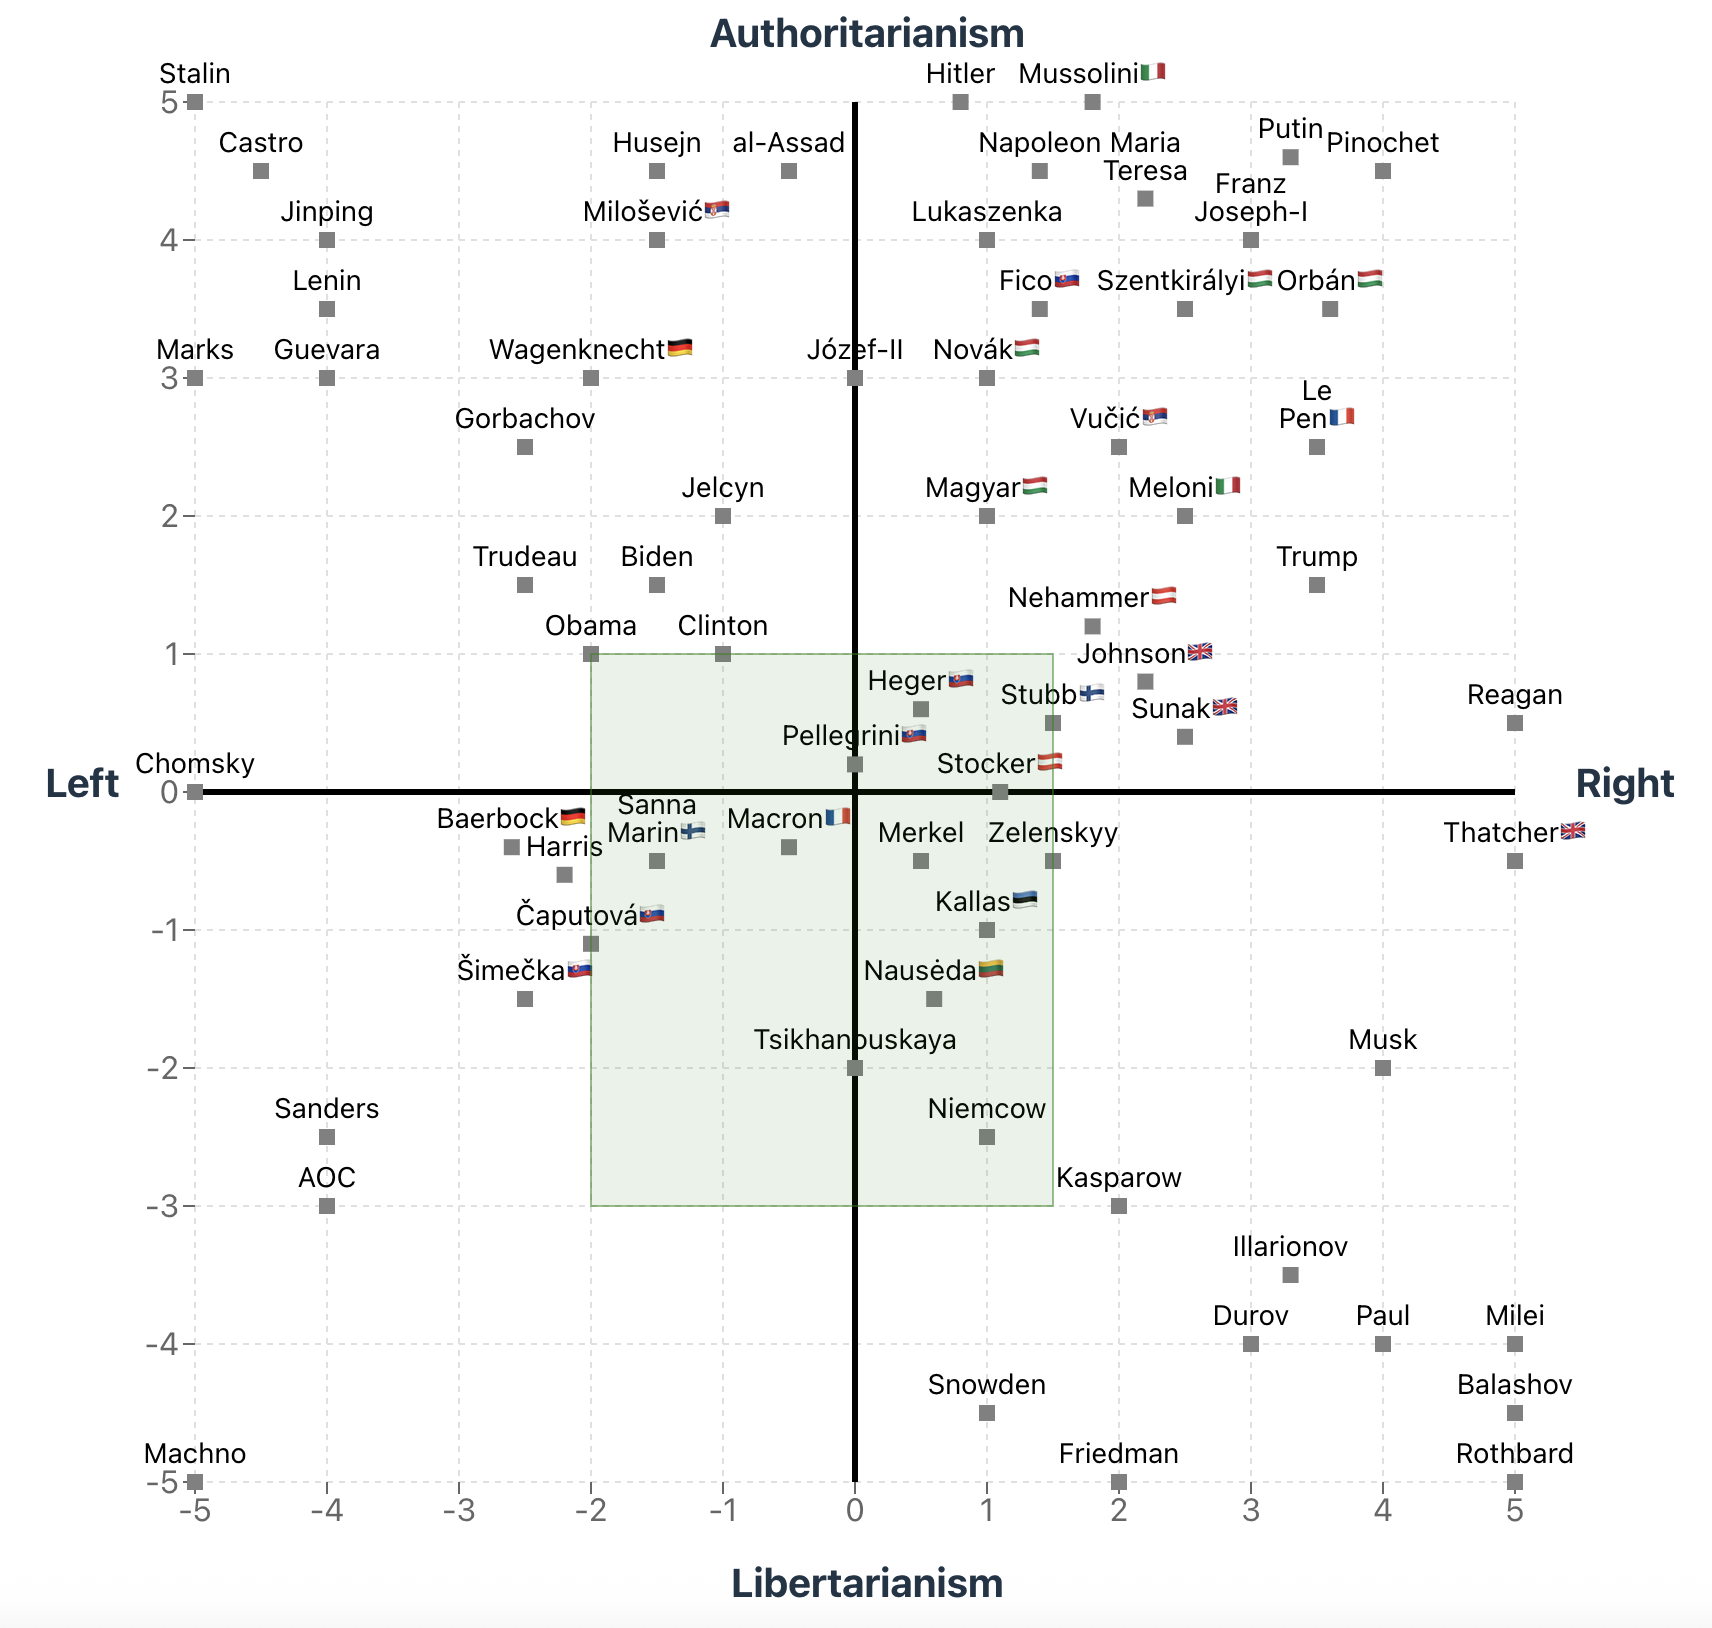 Authoritarianism
Stalin
Hitler
Mussolini🇮🇹
5
Putin
Castro
Husejn
al-Assad
Napoleon
Maria
Teresa
Pinochet
Franz
Joseph-I
Jinping
Milošević🇷🇸
Lukaszenka
4
Lenin
Fico🇸🇰
Szentkirályi🇭🇺
Orbán🇭🇺
Marks
Guevara
Wagenknecht🇩🇪
Józef-II
Novák🇭🇺
3
Le
Pen🇫🇷
Gorbachov
Vučić🇷🇸
Jelcyn
Magyar🇭🇺
Meloni🇮🇹
2
Trudeau
Biden
Trump
Nehammer🇦🇹
Obama
Clinton
1
Johnson🇬🇧
Heger🇸🇰
Stubb🇫🇮
Sunak🇬🇧
Reagan
Pellegrini🇸🇰
Chomsky
Stocker🇦🇹
Left
0
Right
Sanna
Marin🇫🇮
Baerbock🇩🇪
Macron🇫🇷
Merkel
Zelenskyy
Thatcher🇬🇧
Harris
Kallas🇪🇪
Čaputová🇸🇰
-1
Šimečka🇸🇰
Nausėda🇱🇹
Tsikhanouskaya
Musk
-2
Sanders
Niemcow
AOC
Kasparow
-3
Illarionov
Durov
Paul
Milei
-4
Snowden
Balashov
Machno
Friedman
Rothbard
-5
-5 -4 -3 -2 -1 0 1 2 3 4 5
Libertarianism